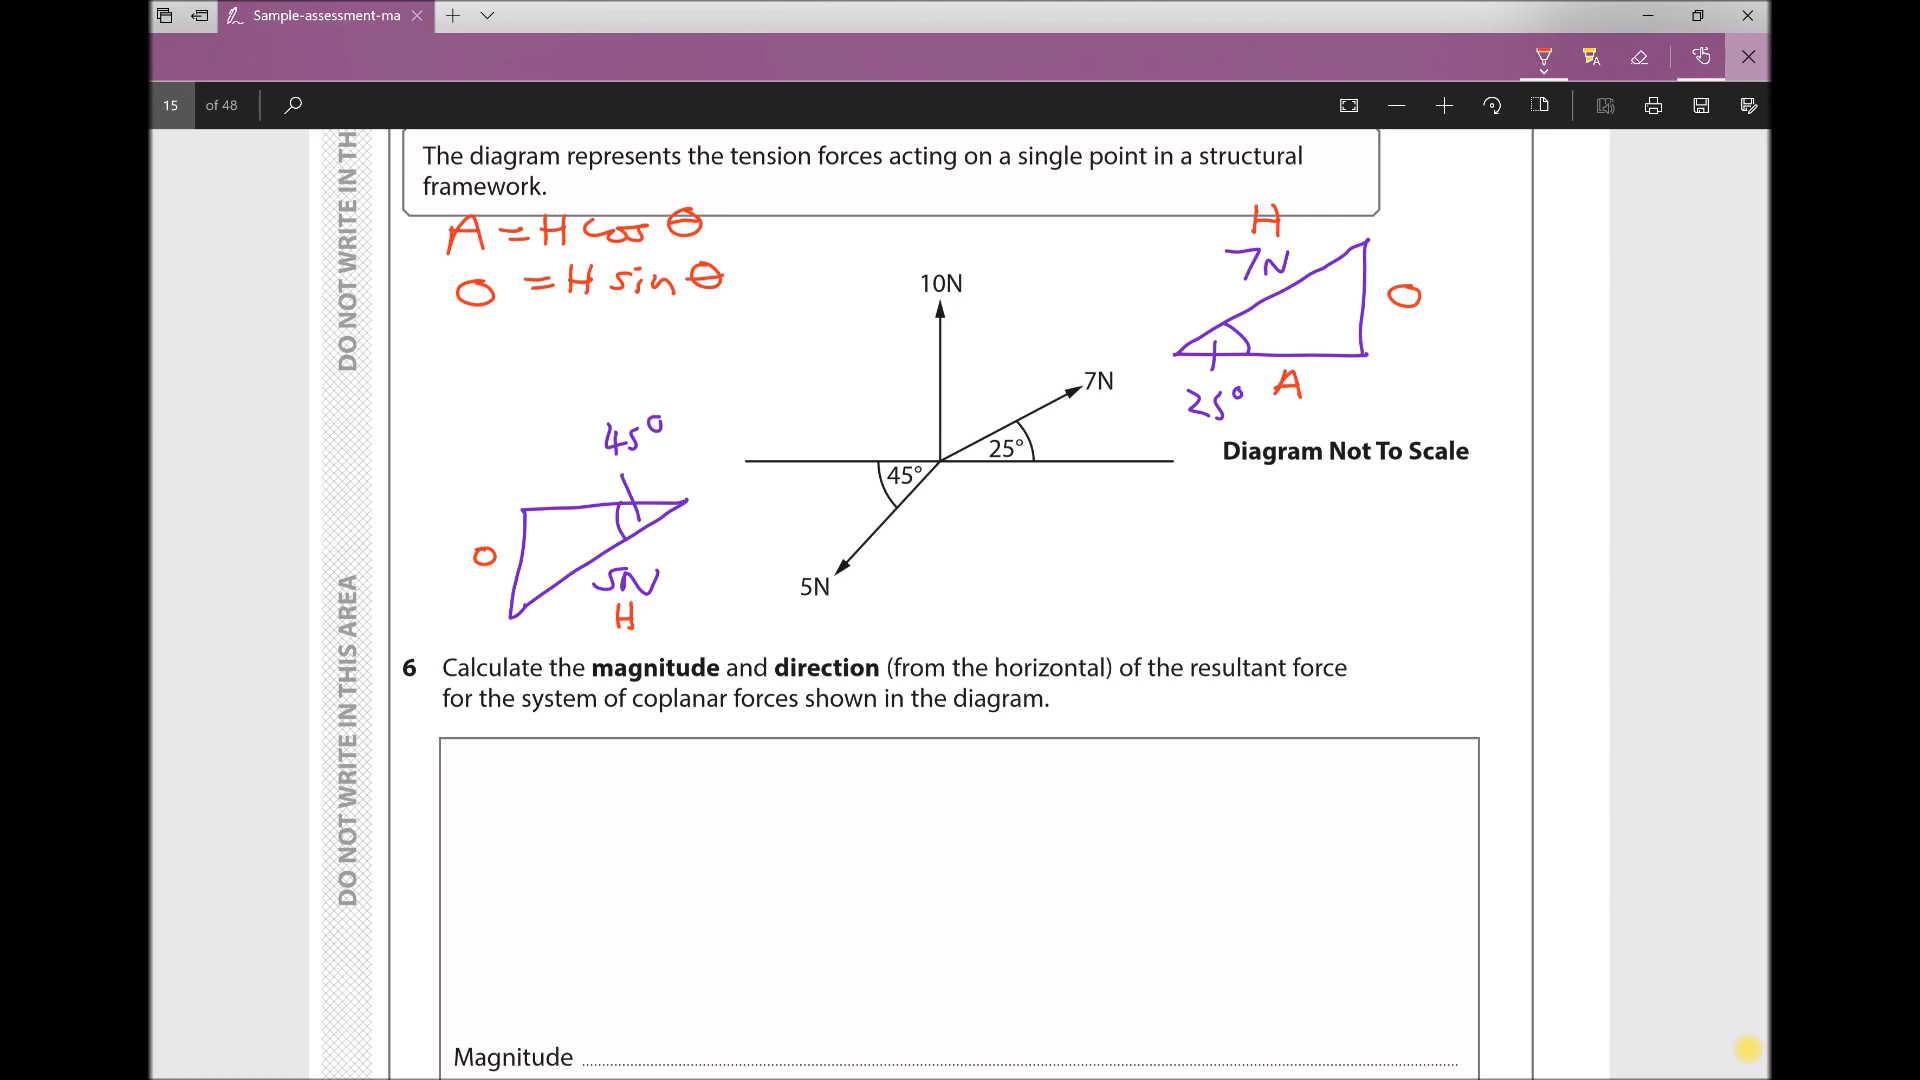 Sample-assessment-ma
15 of 48
DO NOT WRITE IN TH
The diagram represents the tension forces acting on a single point in a structural
framework.
A = H cos θ
O = H sin θ
H
7N
O
25°
A
10N
7N
25°
45°
5N
Diagram Not To Scale
45°
O
5N
H
DO NOT WRITE IN THIS AREA
6 Calculate the magnitude and direction (from the horizontal) of the resultant force
for the system of coplanar forces shown in the diagram.
Magnitude